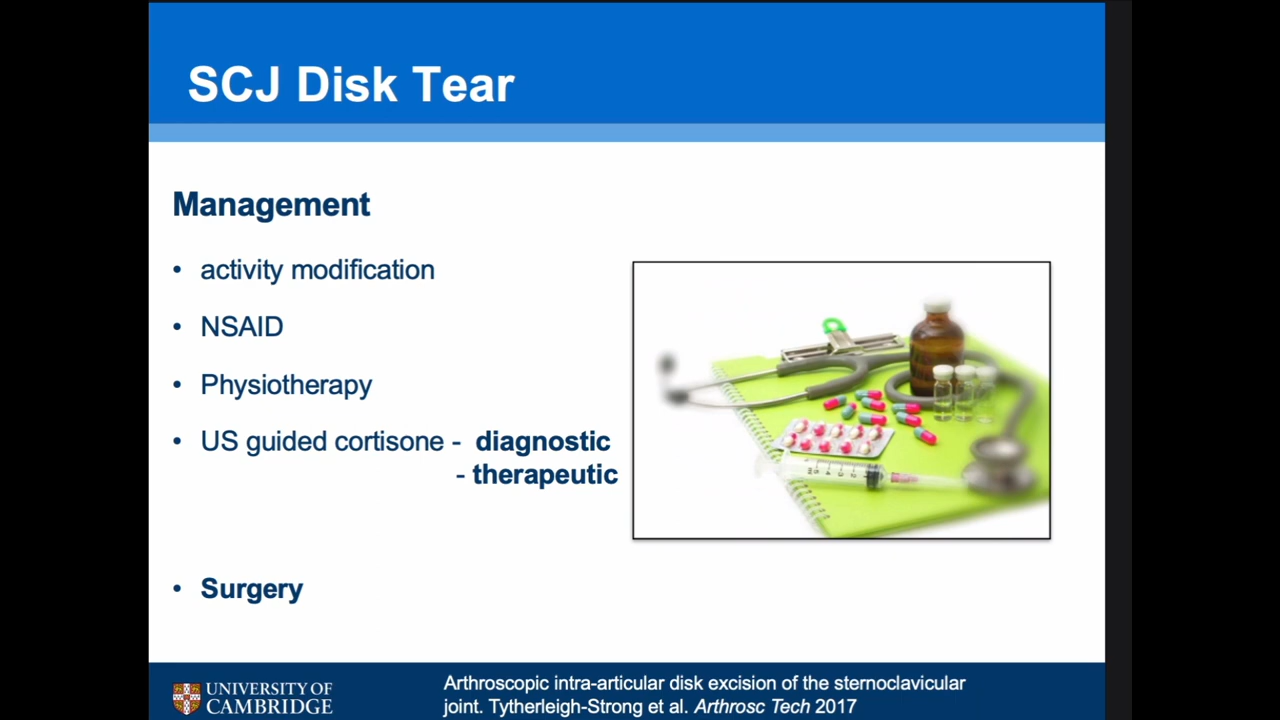 SCJ Disk Tear
Management
• activity modification
• NSAID
• Physiotherapy
• US guided cortisone - diagnostic
- therapeutic
• Surgery
UNIVERSITY OF
CAMBRIDGE
Arthroscopic intra-articular disk excision of the sternoclavicular
joint. Tytherleigh-Strong et al. Arthrosc Tech 2017